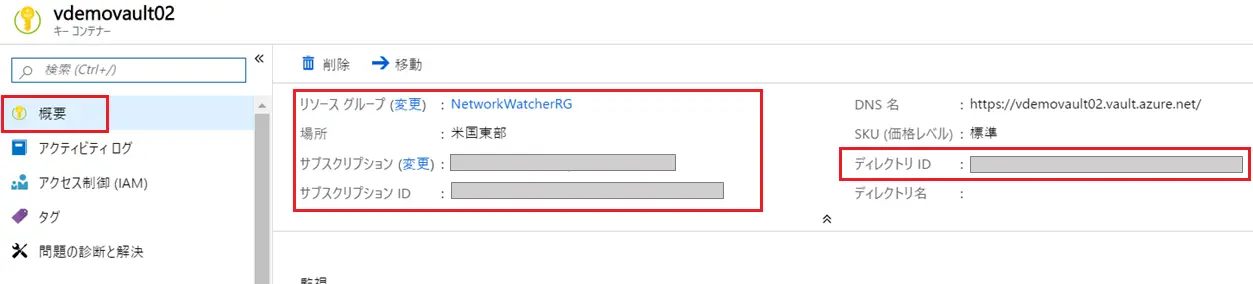 vdemovault02
キー コンテナー
検索 (Ctrl+/)
概要
アクティビティ ログ
アクセス制御 (IAM)
タグ
問題の診断と解決
削除 移動
リソース グループ (変更) : NetworkWatcherRG
場所 : 米国東部
サブスクリプション (変更) :
サブスクリプション ID :
DNS 名 : https://vdemovault02.vault.azure.net/
SKU (価格レベル) : 標準
ディレクトリ ID :
ディレクトリ名 :
監視